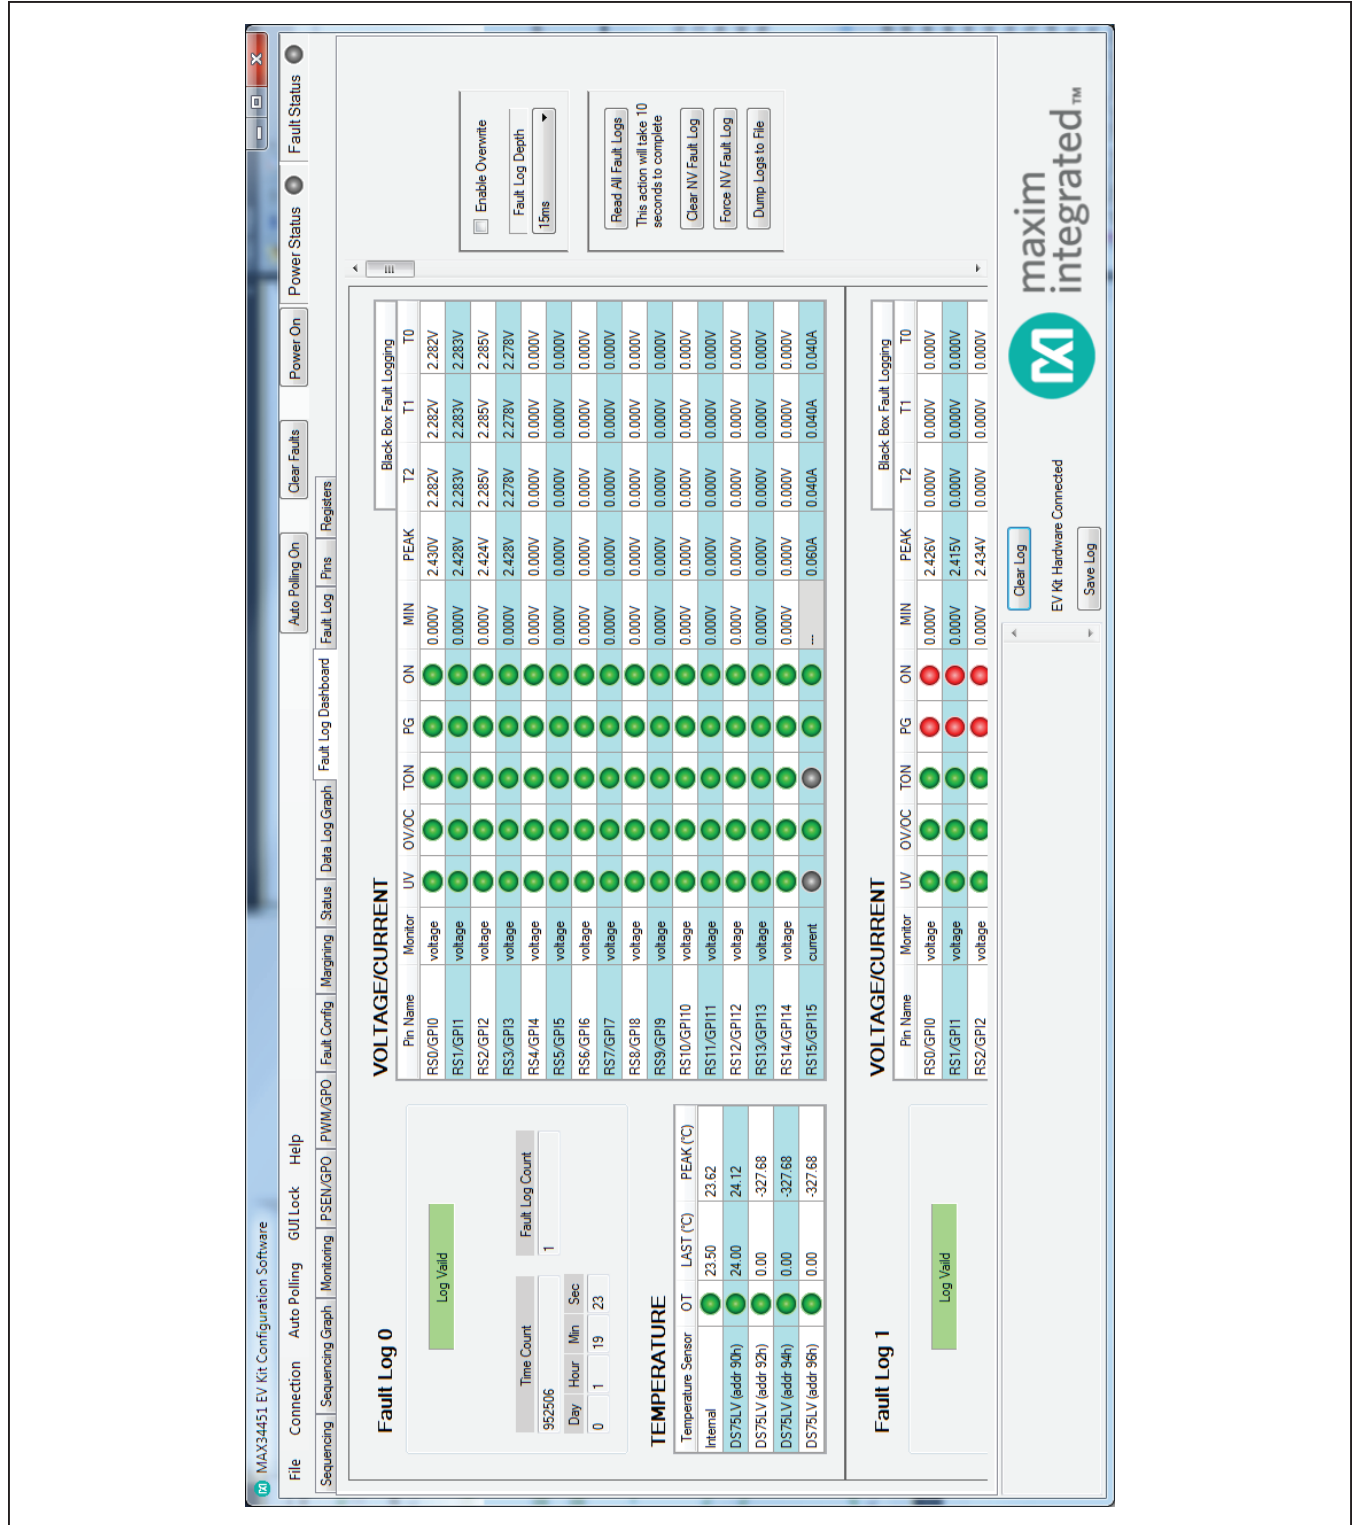 MAX34451 EV Kit Configuration Software
File Connection Auto Polling GUI Lock Help Auto Polling On Clear Faults Power On Power Status Fault Status
Sequencing Sequencing Graph Monitoring PSEN/GPO PWM/GPO Fault Config Margining Status Data Log Graph Fault Log Dashboard Fault Log Pins Registers
Fault Log 0
Log Vaild
Time Count Fault Log Count
952506 1
Day Hour Min Sec
0 1 19 23
TEMPERATURE
Temperature Sensor OT LAST (°C) PEAK (°C)
Internal 23.50 23.62
DS75LV (addr 90h) 24.00 24.12
DS75LV (addr 92h) 0.00 -327.68
DS75LV (addr 94h) 0.00 -327.68
DS75LV (addr 96h) 0.00 -327.68
VOLTAGE/CURRENT
Black Box Fault Logging
Pin Name Monitor UV OV/OC TON PG ON MIN PEAK T2 T1 T0
RS0/GPI0 voltage 0.000V 2.430V 2.282V 2.282V 2.282V
RS1/GPI1 voltage 0.000V 2.428V 2.283V 2.283V 2.283V
RS2/GPI2 voltage 0.000V 2.424V 2.285V 2.285V 2.285V
RS3/GPI3 voltage 0.000V 2.428V 2.278V 2.278V 2.278V
RS4/GPI4 voltage 0.000V 0.000V 0.000V 0.000V 0.000V
RS5/GPI5 voltage 0.000V 0.000V 0.000V 0.000V 0.000V
RS6/GPI6 voltage 0.000V 0.000V 0.000V 0.000V 0.000V
RS7/GPI7 voltage 0.000V 0.000V 0.000V 0.000V 0.000V
RS8/GPI8 voltage 0.000V 0.000V 0.000V 0.000V 0.000V
RS9/GPI9 voltage 0.000V 0.000V 0.000V 0.000V 0.000V
RS10/GPI10 voltage 0.000V 0.000V 0.000V 0.000V 0.000V
RS11/GPI11 voltage 0.000V 0.000V 0.000V 0.000V 0.000V
RS12/GPI12 voltage 0.000V 0.000V 0.000V 0.000V 0.000V
RS13/GPI13 voltage 0.000V 0.000V 0.000V 0.000V 0.000V
RS14/GPI14 voltage 0.000V 0.000V 0.000V 0.000V 0.000V
RS15/GPI15 current --- 0.060A 0.040A 0.040A 0.040A
Enable Overwrite
Fault Log Depth
15ms
Read All Fault Logs
This action will take 10
seconds to complete
Clear NV Fault Log
Force NV Fault Log
Dump Logs to File
Fault Log 1
Log Vaild
VOLTAGE/CURRENT
Black Box Fault Logging
Pin Name Monitor UV OV/OC TON PG ON MIN PEAK T2 T1 T0
RS0/GPI0 voltage 0.000V 2.426V 0.000V 0.000V 0.000V
RS1/GPI1 voltage 0.000V 2.415V 0.000V 0.000V 0.000V
RS2/GPI2 voltage 0.000V 2.434V 0.000V 0.000V 0.000V
Clear Log
EV Kit Hardware Connected
Save Log
maxim
integrated™